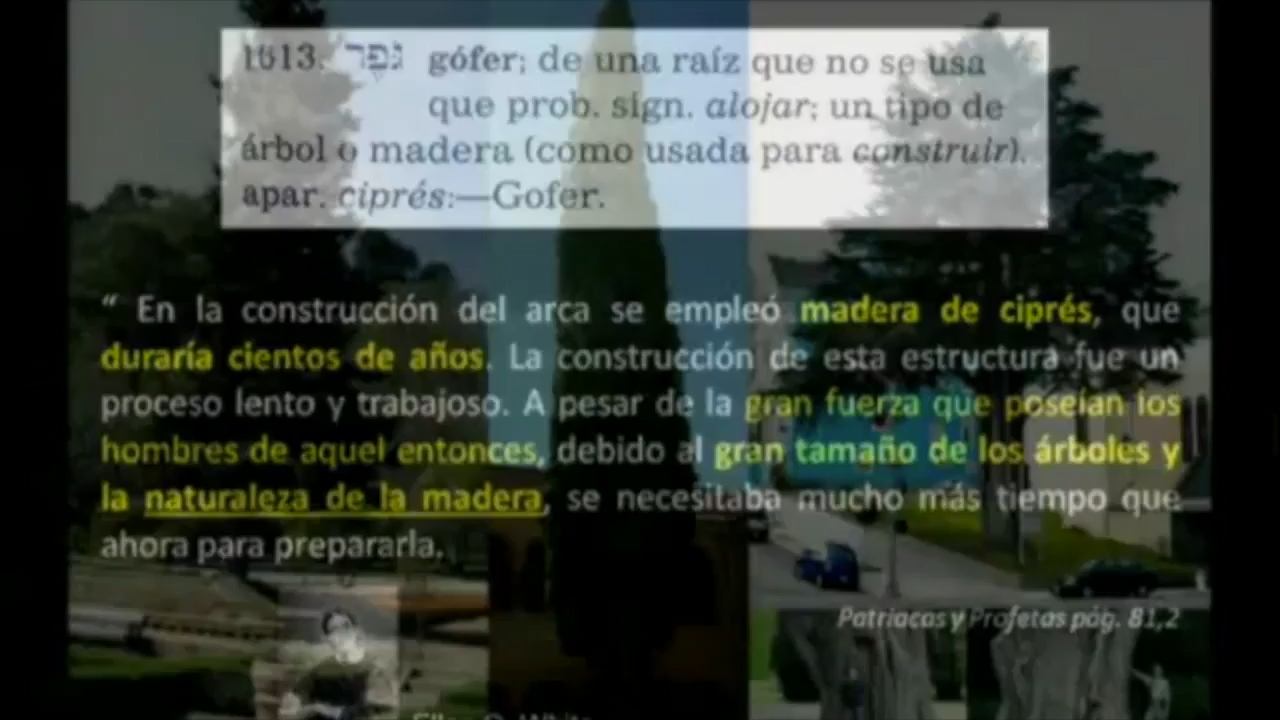 1613. גֹּפֶר gófer; de una raíz que no se usa
que prob. sign. alojar; un tipo de
árbol o madera (como usada para construir),
apar. ciprés:—Gofer.
“ En la construcción del arca se empleó madera de ciprés, que
duraría cientos de años. La construcción de esta estructura fue un
proceso lento y trabajoso. A pesar de la gran fuerza que poseían los
hombres de aquel entonces, debido al gran tamaño de los árboles y
la naturaleza de la madera, se necesitaba mucho más tiempo que
ahora para prepararla.
Patriacas y Profetas pág. 81,2